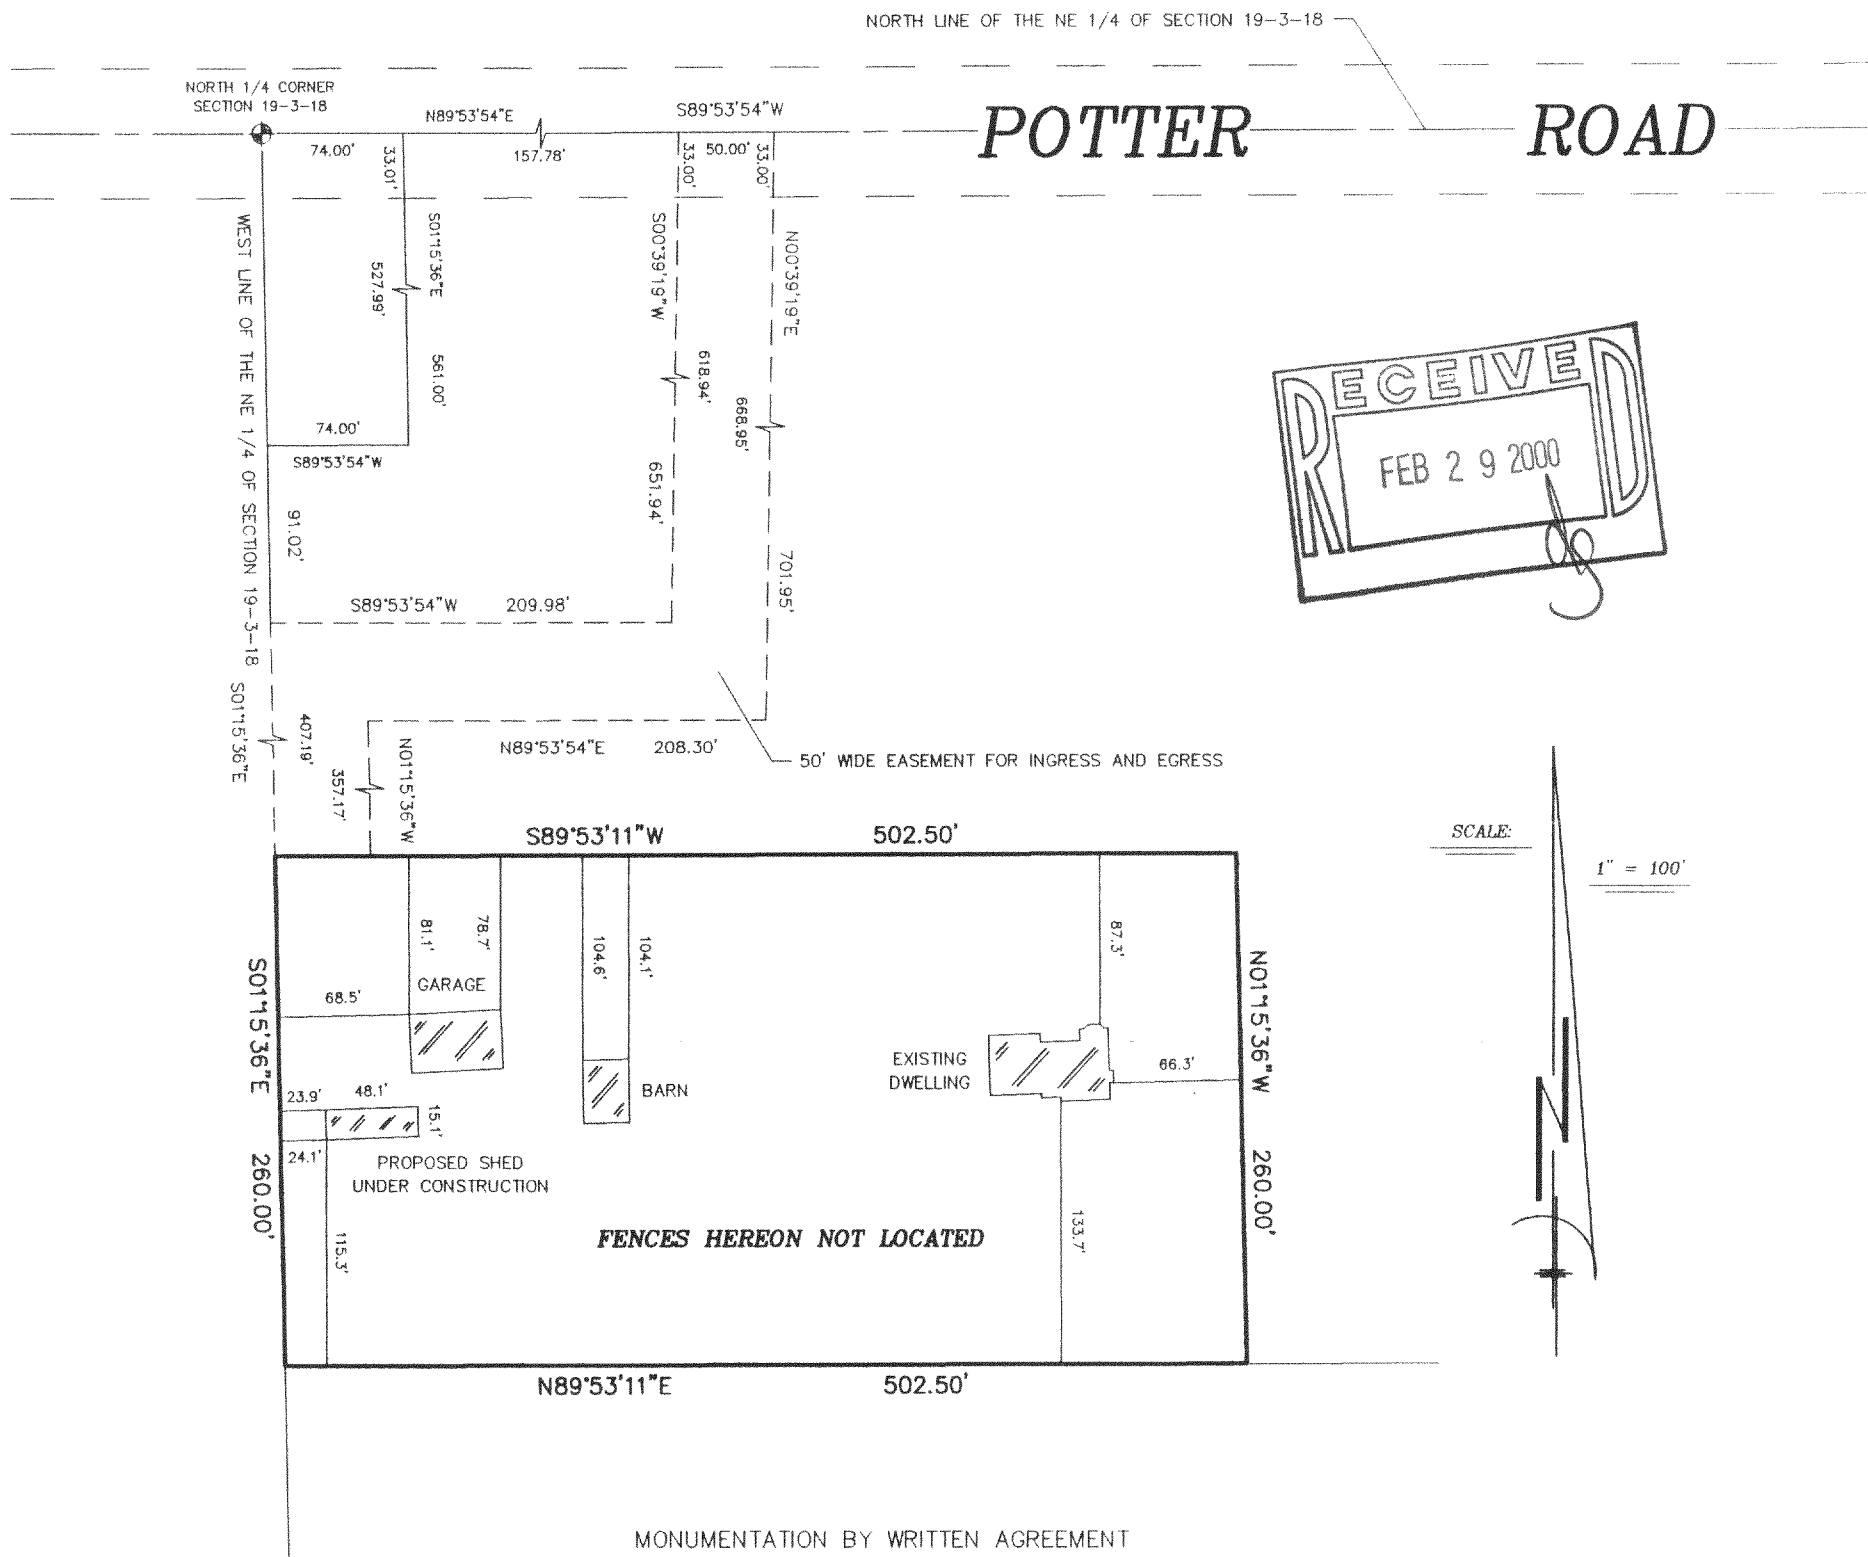 NORTH LINE OF THE NE 1/4 OF SECTION 19-3-18
NORTH 1/4 CORNER
SECTION 19-3-18
N89°53'54"E
S89°53'54"W
POTTER ROAD
74.00'
33.01'
157.78'
33.00'
50.00'
33.00'
WEST LINE OF THE NE 1/4 OF SECTION 19-3-18
S01°15'36"E
527.99'
561.00'
S00°39'19"W
618.94'
651.94'
N00°39'19"E
668.95'
701.95'
74.00'
S89°53'54"W
91.02'
S89°53'54"W 209.98'
RECEIVED
FEB 29 2000
S01°15'36"E
407.19'
357.17'
N01°15'36"W
N89°53'54"E 208.30'
50' WIDE EASEMENT FOR INGRESS AND EGRESS
S89°53'11"W 502.50'
SCALE:
1" = 100'
S01°15'36"E 260.00'
81.1'
78.7'
104.6'
104.1'
87.3'
N01°15'36"W 260.00'
GARAGE
68.5'
EXISTING
DWELLING
66.3'
BARN
23.9'
48.1'
15.1'
24.1'
PROPOSED SHED
UNDER CONSTRUCTION
115.3'
133.7'
FENCES HEREON NOT LOCATED
N
N89°53'11"E 502.50'
MONUMENTATION BY WRITTEN AGREEMENT